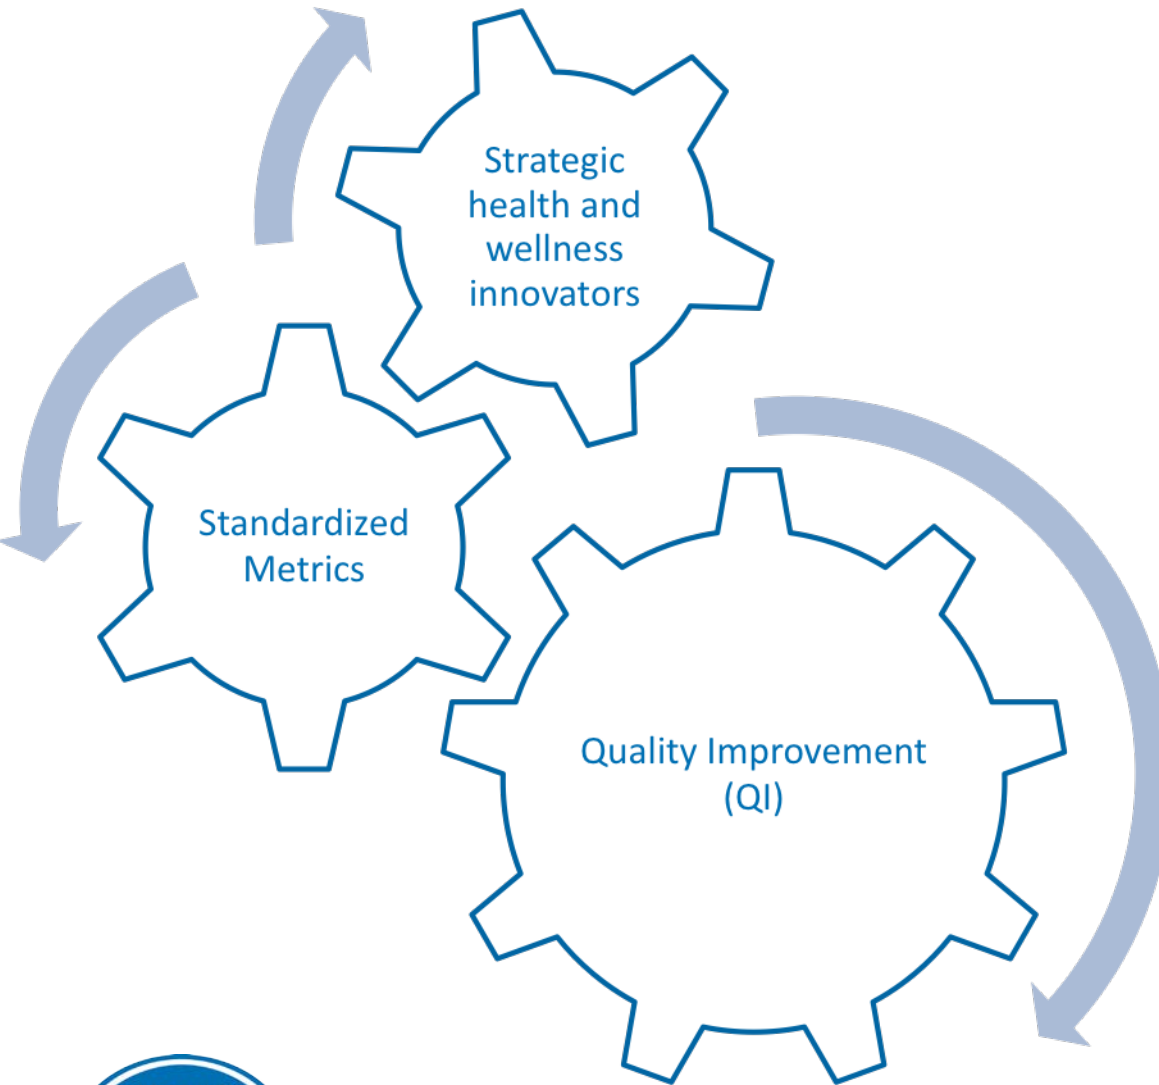 Strategic
health and
wellness
innovators
Standardized
Metrics
Quality Improvement
(QI)